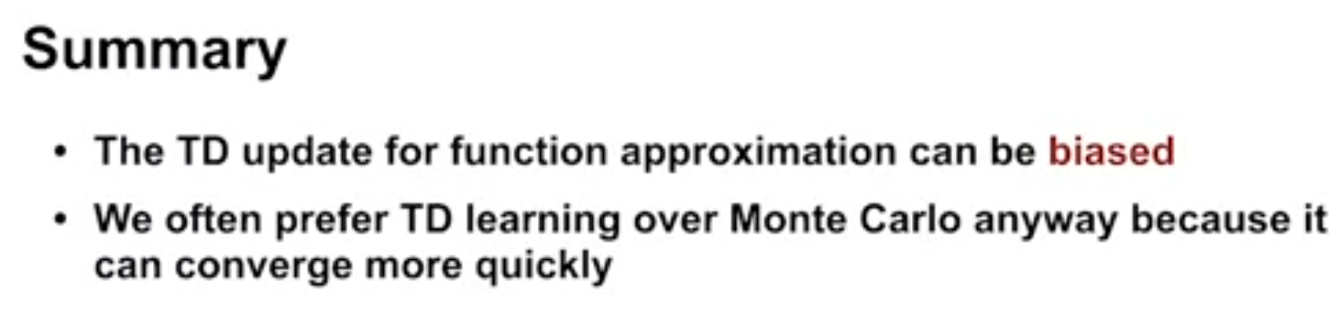 Summary
• The TD update for function approximation can be biased
• We often prefer TD learning over Monte Carlo anyway because it
can converge more quickly